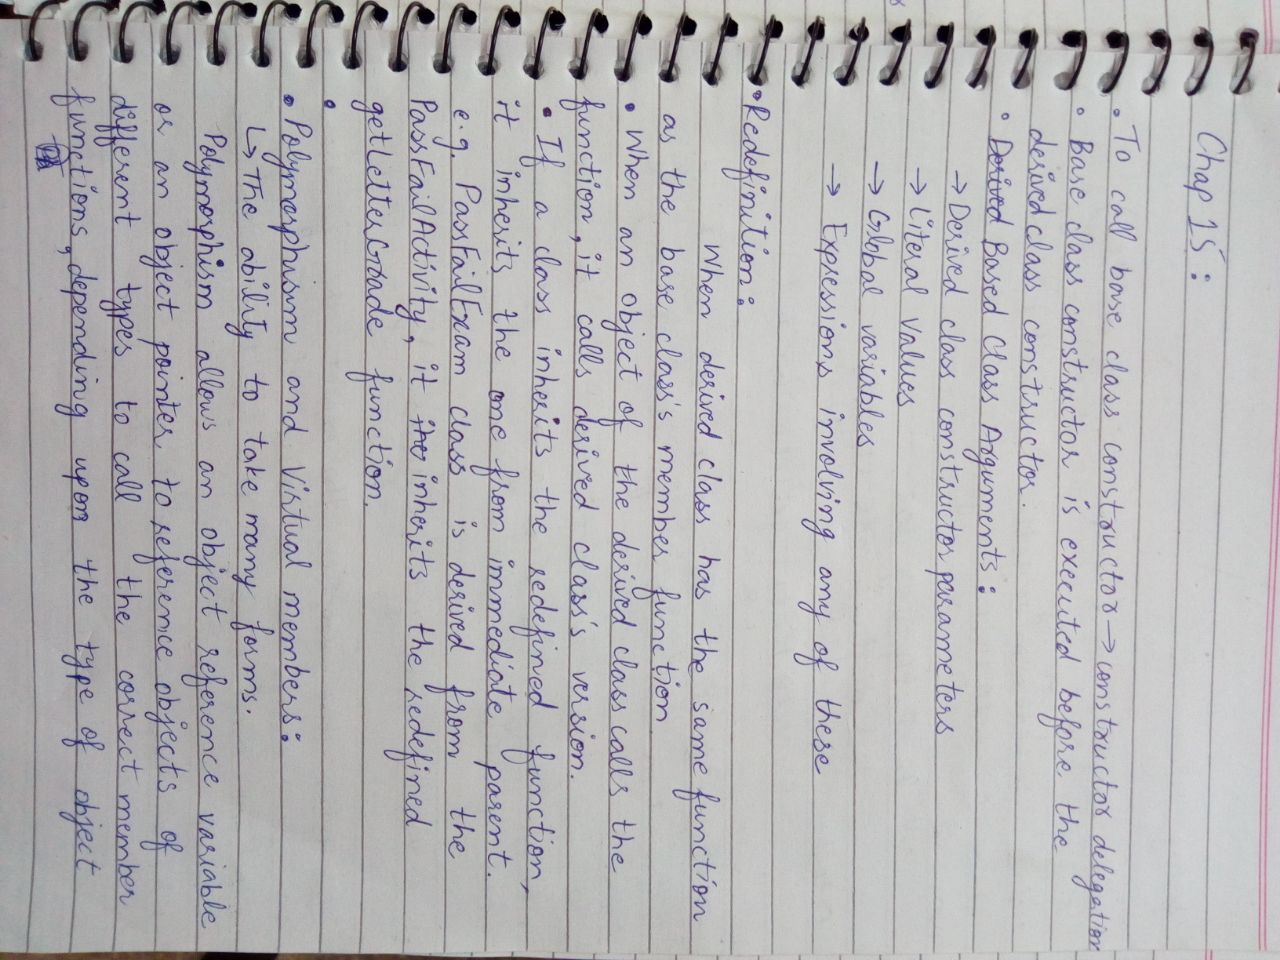 Chap 15:
• To call base class constructor → constructor delegation
• Base class constructor is executed before the
derived class constructor.
• Derived Based Class Arguments:
→ Derived class constructor parameters
→ Literal values
→ Global variables
→ Expressions involving any of these
• Redefinition:
When derived class has the same function
as the base class's member function
• When an object of the derived class calls the
function, it calls derived class's version.
• If a class inherits the redefined function,
it inherits the one from immediate parent.
e.g. PassFailExam class is derived from the
PassFailActivity, it inherits the redefined
getLetterGrade function.
•
• Polymorphism and Virtual members:
↳ The ability to take many forms.
Polymorphism allows an object reference variable
or an object pointer to reference objects of
different types to call the correct member
functions, depending upon the type of object